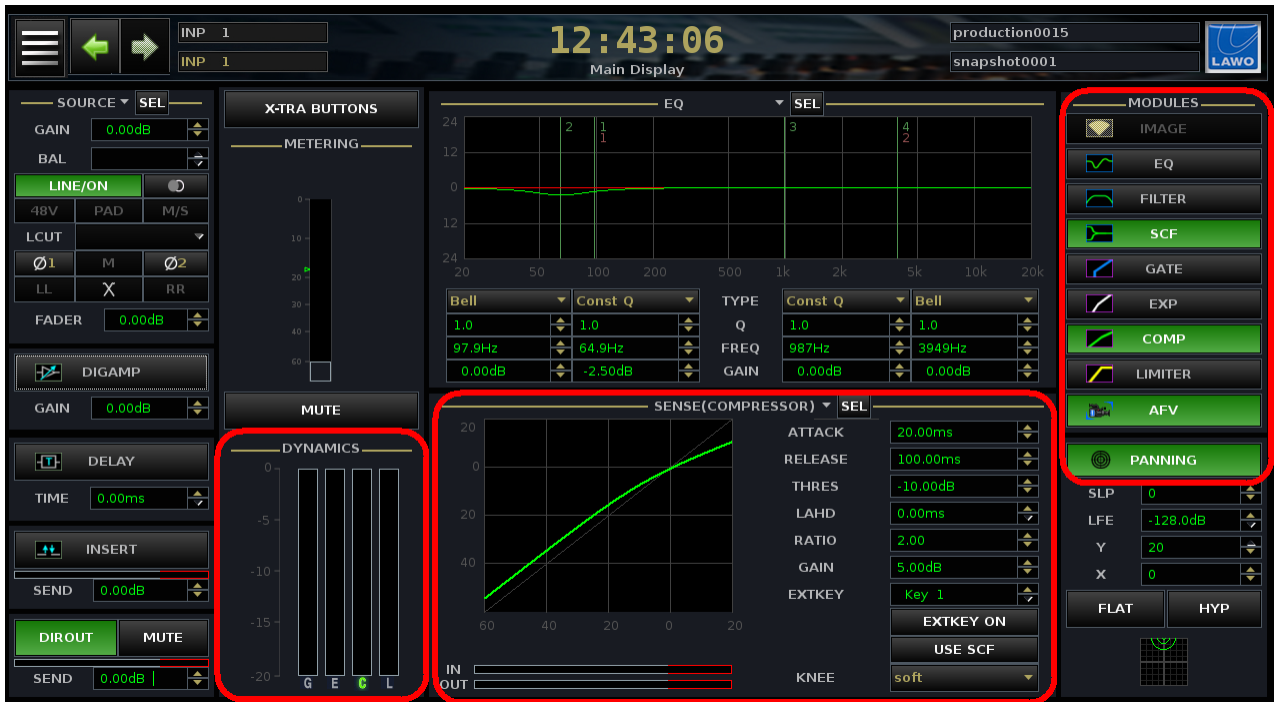 INP 1
INP 1
12:43:06
Main Display
production0015
snapshot0001
LAWO
SOURCE SEL
GAIN 0.00dB
BAL
LINE/ON
48V PAD M/S
LCUT
Ø1 M Ø2
LL X RR
FADER 0.00dB
DIGAMP
GAIN 0.00dB
DELAY
T
TIME 0.00ms
INSERT
SEND 0.00dB
DIROUT MUTE
SEND 0.00dB
X-TRA BUTTONS
METERING
0
10
20
30
40
60
MUTE
DYNAMICS
0
-5
-10
-15
-20
G E C L
EQ SEL
24
12
0
12
24
2 1 3 4
1 2
20 50 100 200 500 1k 2k 5k 10k 20k
Bell Const Q TYPE Const Q Bell
1.0 1.0 Q 1.0 1.0
97.9Hz 64.9Hz FREQ 987Hz 3949Hz
0.00dB -2.50dB GAIN 0.00dB 0.00dB
SENSE(COMPRESSOR) SEL
20
0
20
40
60 40 20 0 20
IN
OUT
ATTACK 20.00ms
RELEASE 100.00ms
THRES -10.00dB
LAHD 0.00ms
RATIO 2.00
GAIN 5.00dB
EXTKEY Key 1
EXTKEY ON
USE SCF
KNEE soft
MODULES
IMAGE
EQ
FILTER
SCF
GATE
EXP
COMP
LIMITER
AFV
PANNING
SLP 0
LFE -128.0dB
Y 20
X 0
FLAT HYP